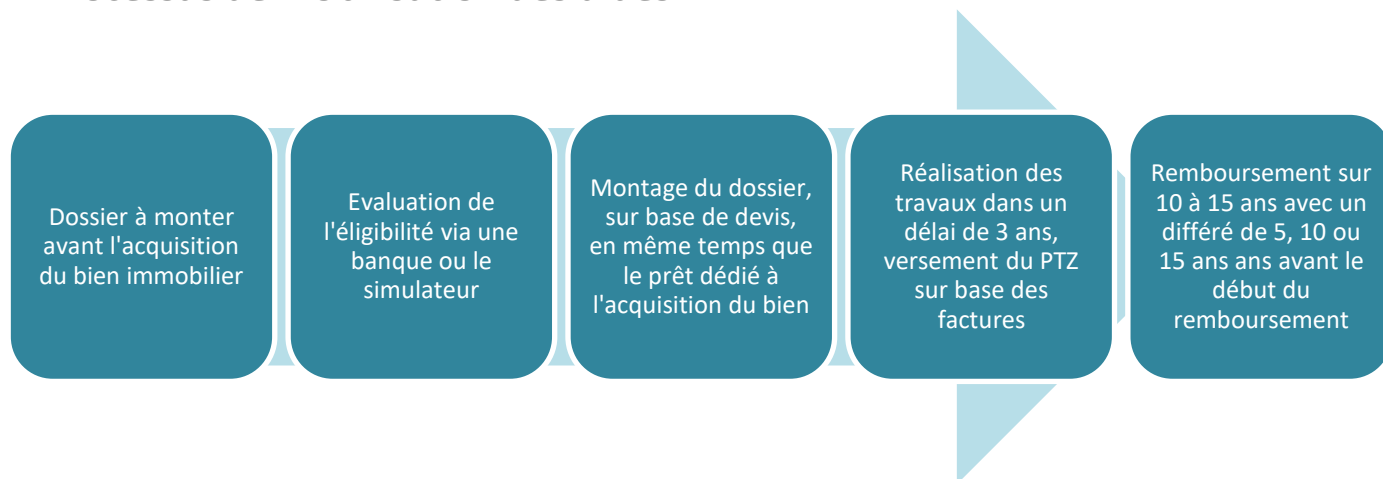 Dossier à monter
avant l'acquisition
du bien immobilier
Evaluation de
l'éligibilité via une
banque ou le
simulateur
Montage du dossier,
sur base de devis,
en même temps que
le prêt dédié à
l'acquisition du bien
Réalisation des
travaux dans un
délai de 3 ans,
versement du PTZ
sur base des
factures
Remboursement sur
10 à 15 ans avec un
différé de 5, 10 ou
15 ans ans avant le
début du
remboursement